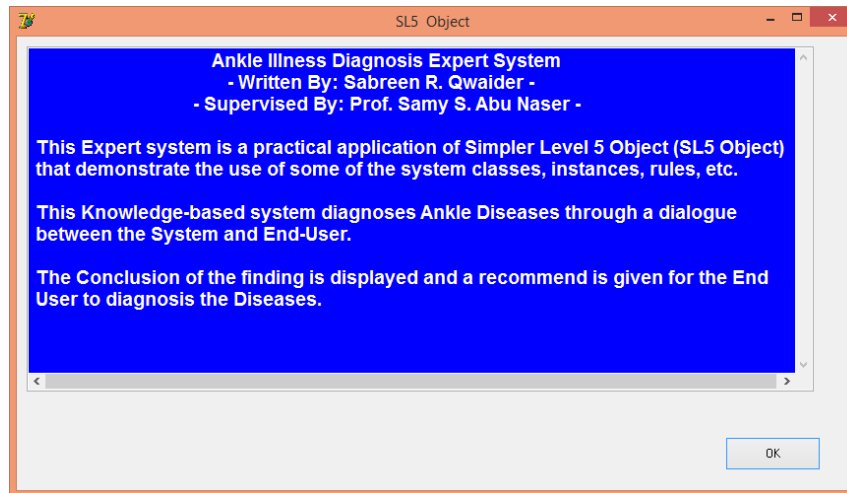 SL5 Object
Ankle Illness Diagnosis Expert System
- Written By: Sabreen R. Qwaider -
- Supervised By: Prof. Samy S. Abu Naser -
This Expert system is a practical application of Simpler Level 5 Object (SL5 Object)
that demonstrate the use of some of the system classes, instances, rules, etc.
This Knowledge-based system diagnoses Ankle Diseases through a dialogue
between the System and End-User.
The Conclusion of the finding is displayed and a recommend is given for the End
User to diagnosis the Diseases.
OK